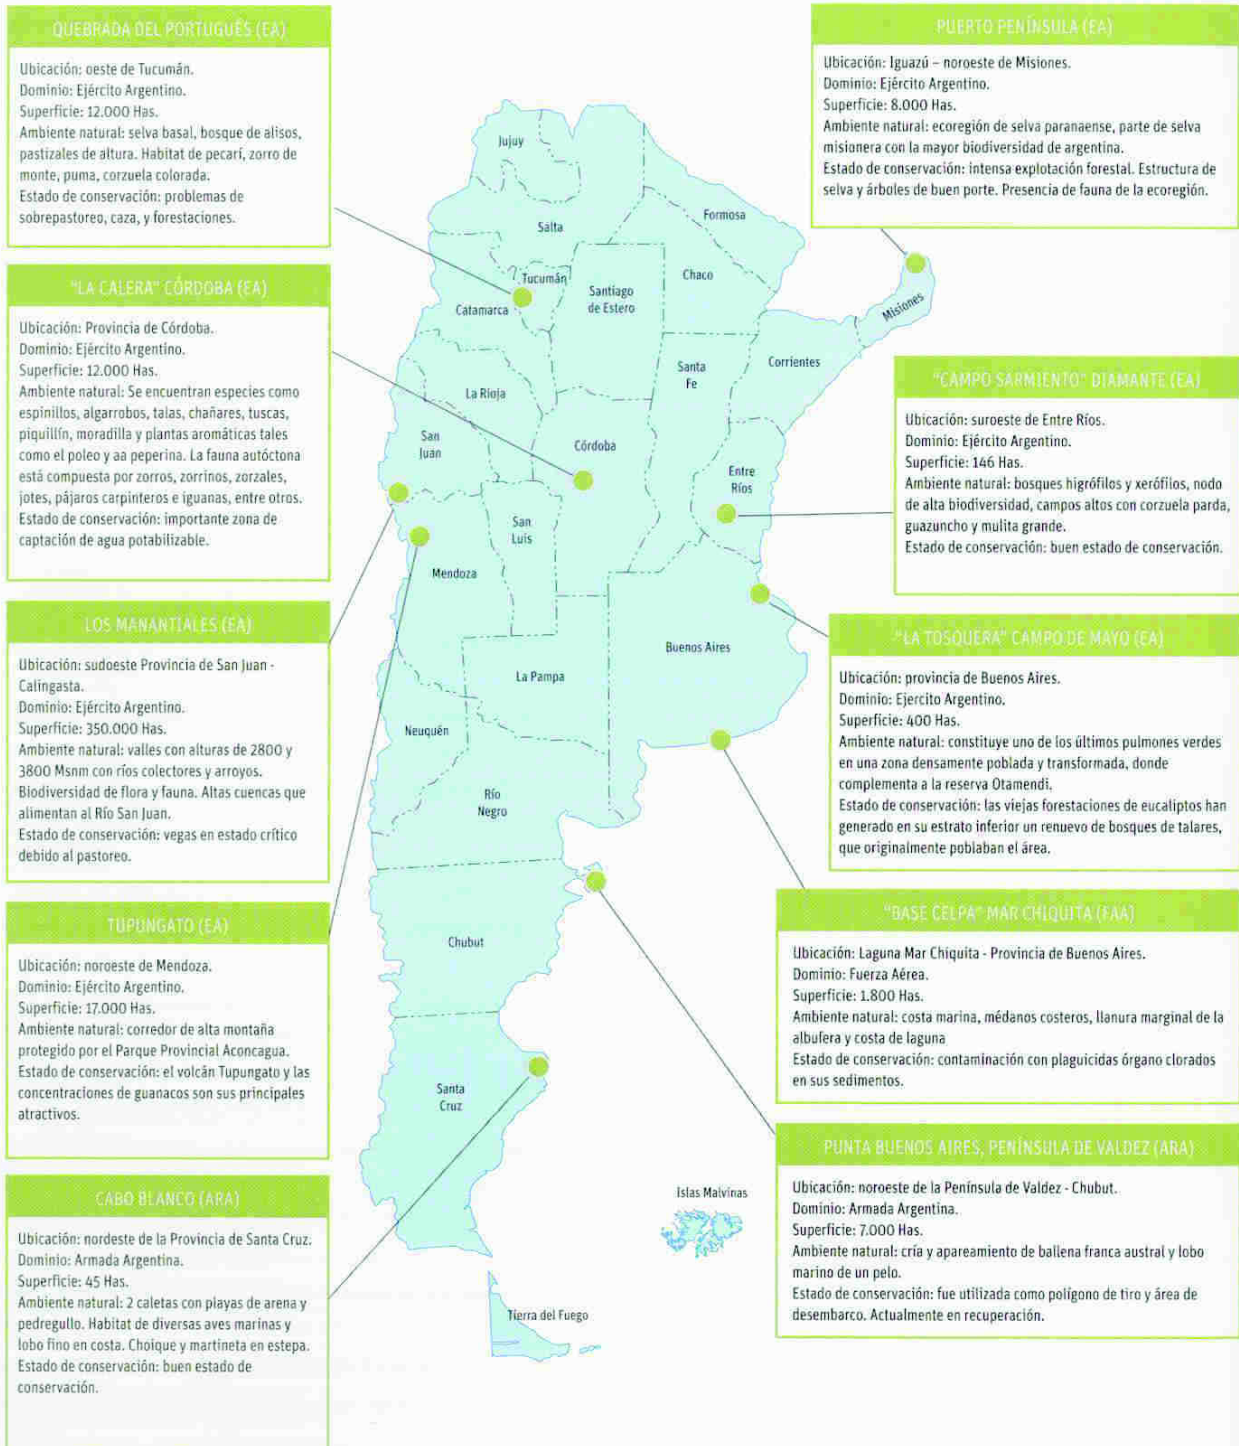 QUEBRADA DEL PORTUGUÉS (EA)
Ubicación: oeste de Tucumán.
Dominio: Ejército Argentino.
Superficie: 12.000 Has.
Ambiente natural: selva basal, bosque de alisos,
pastizales de altura. Habitat de pecarí, zorro de
monte, puma, corzuela colorada.
Estado de conservación: problemas de
sobrepastoreo, caza, y forestaciones.
"LA CALERA" CÓRDOBA (EA)
Ubicación: Provincia de Córdoba.
Dominio: Ejército Argentino.
Superficie: 12.000 Has.
Ambiente natural: Se encuentran especies como
espinillos, algarrobos, talas, chañares, tuscas,
piquillín, moradilla y plantas aromáticas tales
como el poleo y aa peperina. La fauna autóctona
está compuesta por zorros, zorrinos, zorzales,
jotes, pájaros carpinteros e iguanas, entre otros.
Estado de conservación: importante zona de
captación de agua potabilizable.
LOS MANANTIALES (EA)
Ubicación: sudoeste Provincia de San Juan -
Calingasta.
Dominio: Ejército Argentino.
Superficie: 350.000 Has.
Ambiente natural: valles con alturas de 2800 y
3800 Msnm con ríos colectores y arroyos.
Biodiversidad de flora y fauna. Altas cuencas que
alimentan al Río San Juan.
Estado de conservación: vegas en estado crítico
debido al pastoreo.
TUPUNGATO (EA)
Ubicación: noroeste de Mendoza.
Dominio: Ejército Argentino.
Superficie: 17.000 Has.
Ambiente natural: corredor de alta montaña
protegido por el Parque Provincial Aconcagua.
Estado de conservación: el volcán Tupungato y las
concentraciones de guanacos son sus principales
atractivos.
CABO BLANCO (ARA)
Ubicación: nordeste de la Provincia de Santa Cruz.
Dominio: Armada Argentina.
Superficie: 45 Has.
Ambiente natural: 2 caletas con playas de arena y
pedregullo. Habitat de diversas aves marinas y
lobo fino en costa. Choique y martineta en estepa.
Estado de conservación: buen estado de
conservación.
Jujuy
Salta
Formosa
Tucumán
Catamarca
Santiago
de Estero
Chaco
Misiones
Corrientes
Santa
Fe
La Rioja
San
Juan
Córdoba
Entre
Ríos
San
Luis
Mendoza
Buenos Aires
La Pampa
Neuquén
Río
Negro
Chubut
Santa
Cruz
Islas Malvinas
Tierra del Fuego
PUERTO PENÍNSULA (EA)
Ubicación: Iguazú – noroeste de Misiones.
Dominio: Ejército Argentino.
Superficie: 8.000 Has.
Ambiente natural: ecoregión de selva paranaense, parte de selva
misionera con la mayor biodiversidad de argentina.
Estado de conservación: intensa explotación forestal. Estructura de
selva y árboles de buen porte. Presencia de fauna de la ecoregión.
"CAMPO SARMIENTO" DIAMANTE (EA)
Ubicación: suroeste de Entre Ríos.
Dominio: Ejército Argentino.
Superficie: 146 Has.
Ambiente natural: bosques higrófilos y xerófilos, nodo
de alta biodiversidad, campos altos con corzuela parda,
guazuncho y mulita grande.
Estado de conservación: buen estado de conservación.
"LA TOSQUERA" CAMPO DE MAYO (EA)
Ubicación: provincia de Buenos Aires.
Dominio: Ejercito Argentino.
Superficie: 400 Has.
Ambiente natural: constituye uno de los últimos pulmones verdes
en una zona densamente poblada y transformada, donde
complementa a la reserva Otamendi.
Estado de conservación: las viejas forestaciones de eucaliptos han
generado en su estrato inferior un renuevo de bosques de talares,
que originalmente poblaban el área.
"BASE CELPA" MAR CHIQUITA (FAA)
Ubicación: Laguna Mar Chiquita - Provincia de Buenos Aires.
Dominio: Fuerza Aérea.
Superficie: 1.800 Has.
Ambiente natural: costa marina, médanos costeros, llanura marginal de la
albufera y costa de laguna
Estado de conservación: contaminación con plaguicidas órgano clorados
en sus sedimentos.
PUNTA BUENOS AIRES, PENÍNSULA DE VALDEZ (ARA)
Ubicación: noroeste de la Península de Valdez - Chubut.
Dominio: Armada Argentina.
Superficie: 7.000 Has.
Ambiente natural: cría y apareamiento de ballena franca austral y lobo
marino de un pelo.
Estado de conservación: fue utilizada como polígono de tiro y área de
desembarco. Actualmente en recuperación.